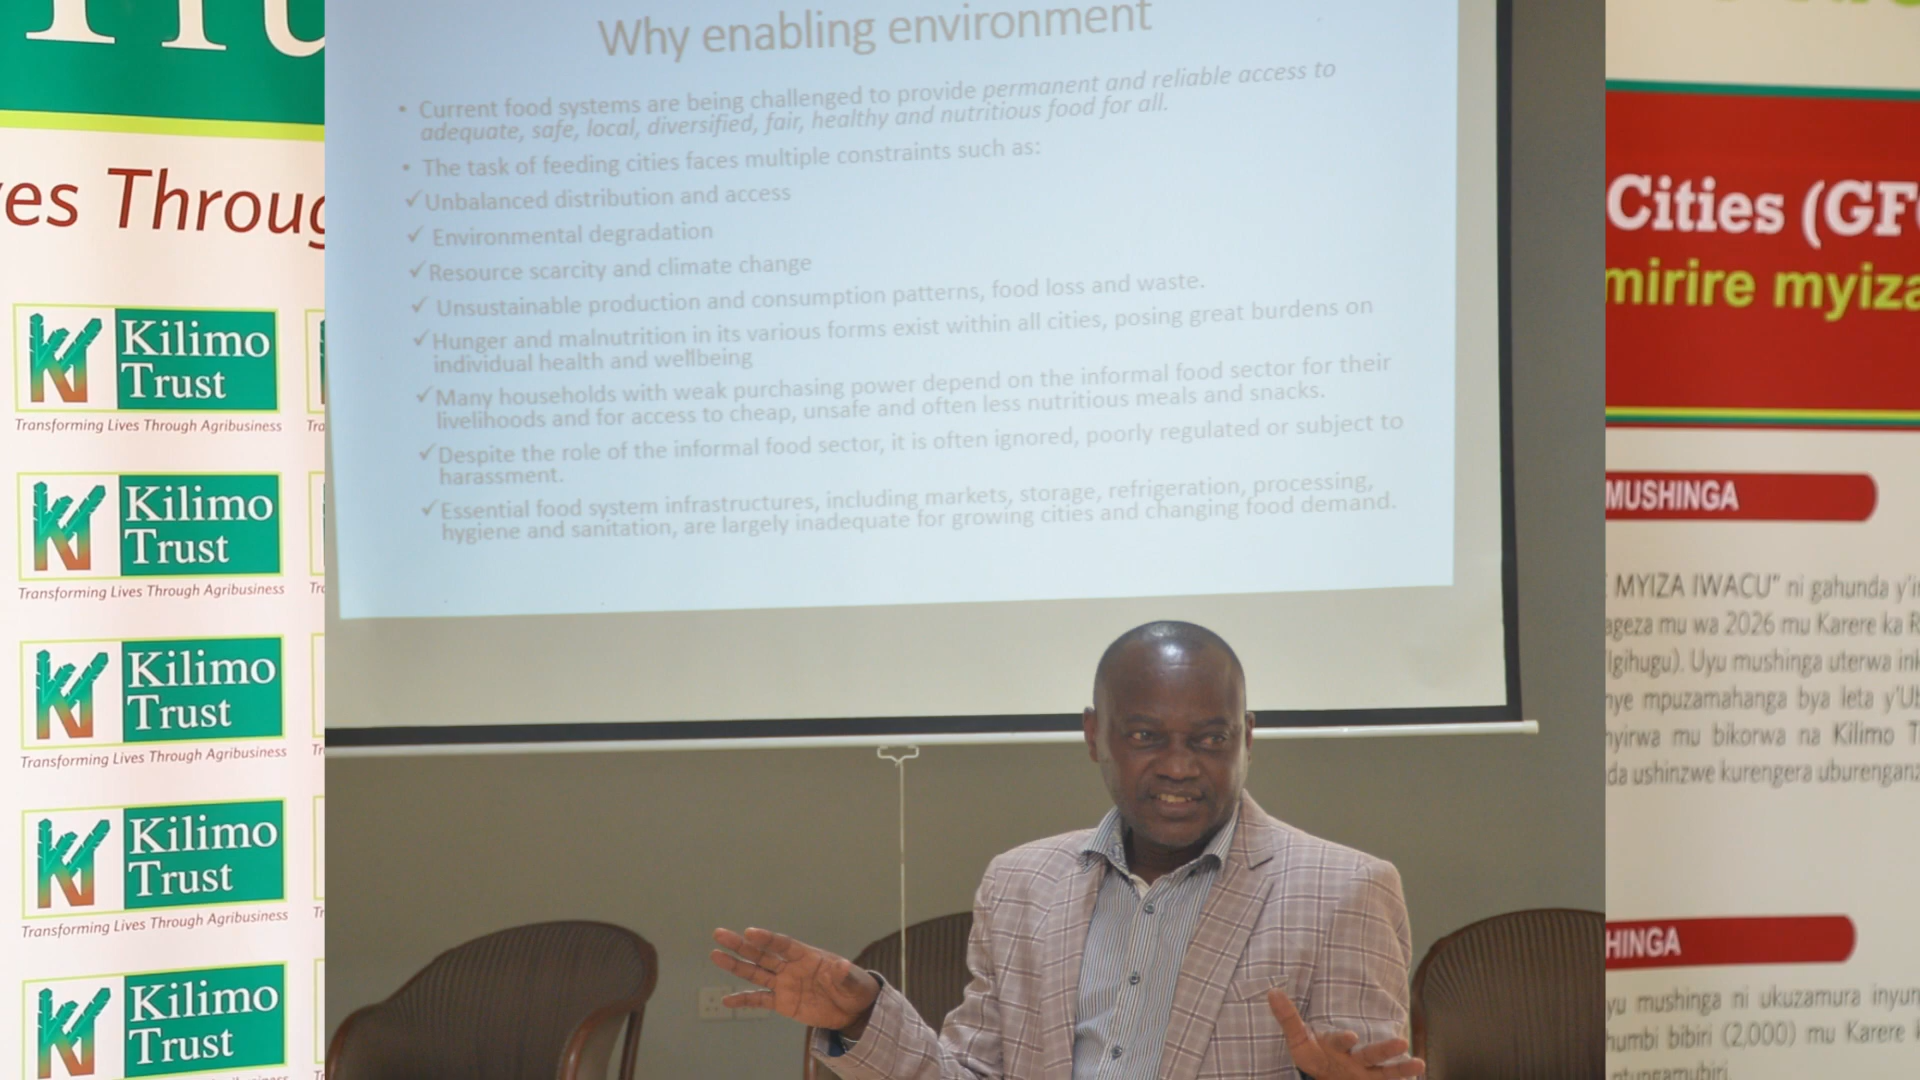 Why enabling environment
• Current food systems are being challenged to provide permanent and reliable access to
adequate, safe, local, diversified, fair, healthy and nutritious food for all.
• The task of feeding cities faces multiple constraints such as:
✓Unbalanced distribution and access
✓ Environmental degradation
✓Resource scarcity and climate change
✓ Unsustainable production and consumption patterns, food loss and waste.
✓Hunger and malnutrition in its various forms exist within all cities, posing great burdens on
individual health and wellbeing
✓Many households with weak purchasing power depend on the informal food sector for their
livelihoods and for access to cheap, unsafe and often less nutritious meals and snacks.
✓Despite the role of the informal food sector, it is often ignored, poorly regulated or subject to
harassment.
✓Essential food system infrastructures, including markets, storage, refrigeration, processing,
hygiene and sanitation, are largely inadequate for growing cities and changing food demand.
Kilimo
Trust
Transforming Lives Through Agribusiness
Kilimo
Trust
Transforming Lives Through Agribusiness
Kilimo
Trust
Transforming Lives Through Agribusiness
Kilimo
Trust
Transforming Lives Through Agribusiness
Kilimo
Trust
Cities (GF
mirire myiza
MUSHINGA
MYIZA IWACU" ni gahunda y'i
ageza mu wa 2026 mu Karere ka R
Igihugu). Uyu mushinga uterwa ink
nye mpuzamahanga bya leta y'U
nyirwa mu bikorwa na Kilimo T
da ushinzwe kurengera uburengan
HINGA
yu mushinga ni ukuzamura inyun
humbi bibiri (2,000) mu Karere